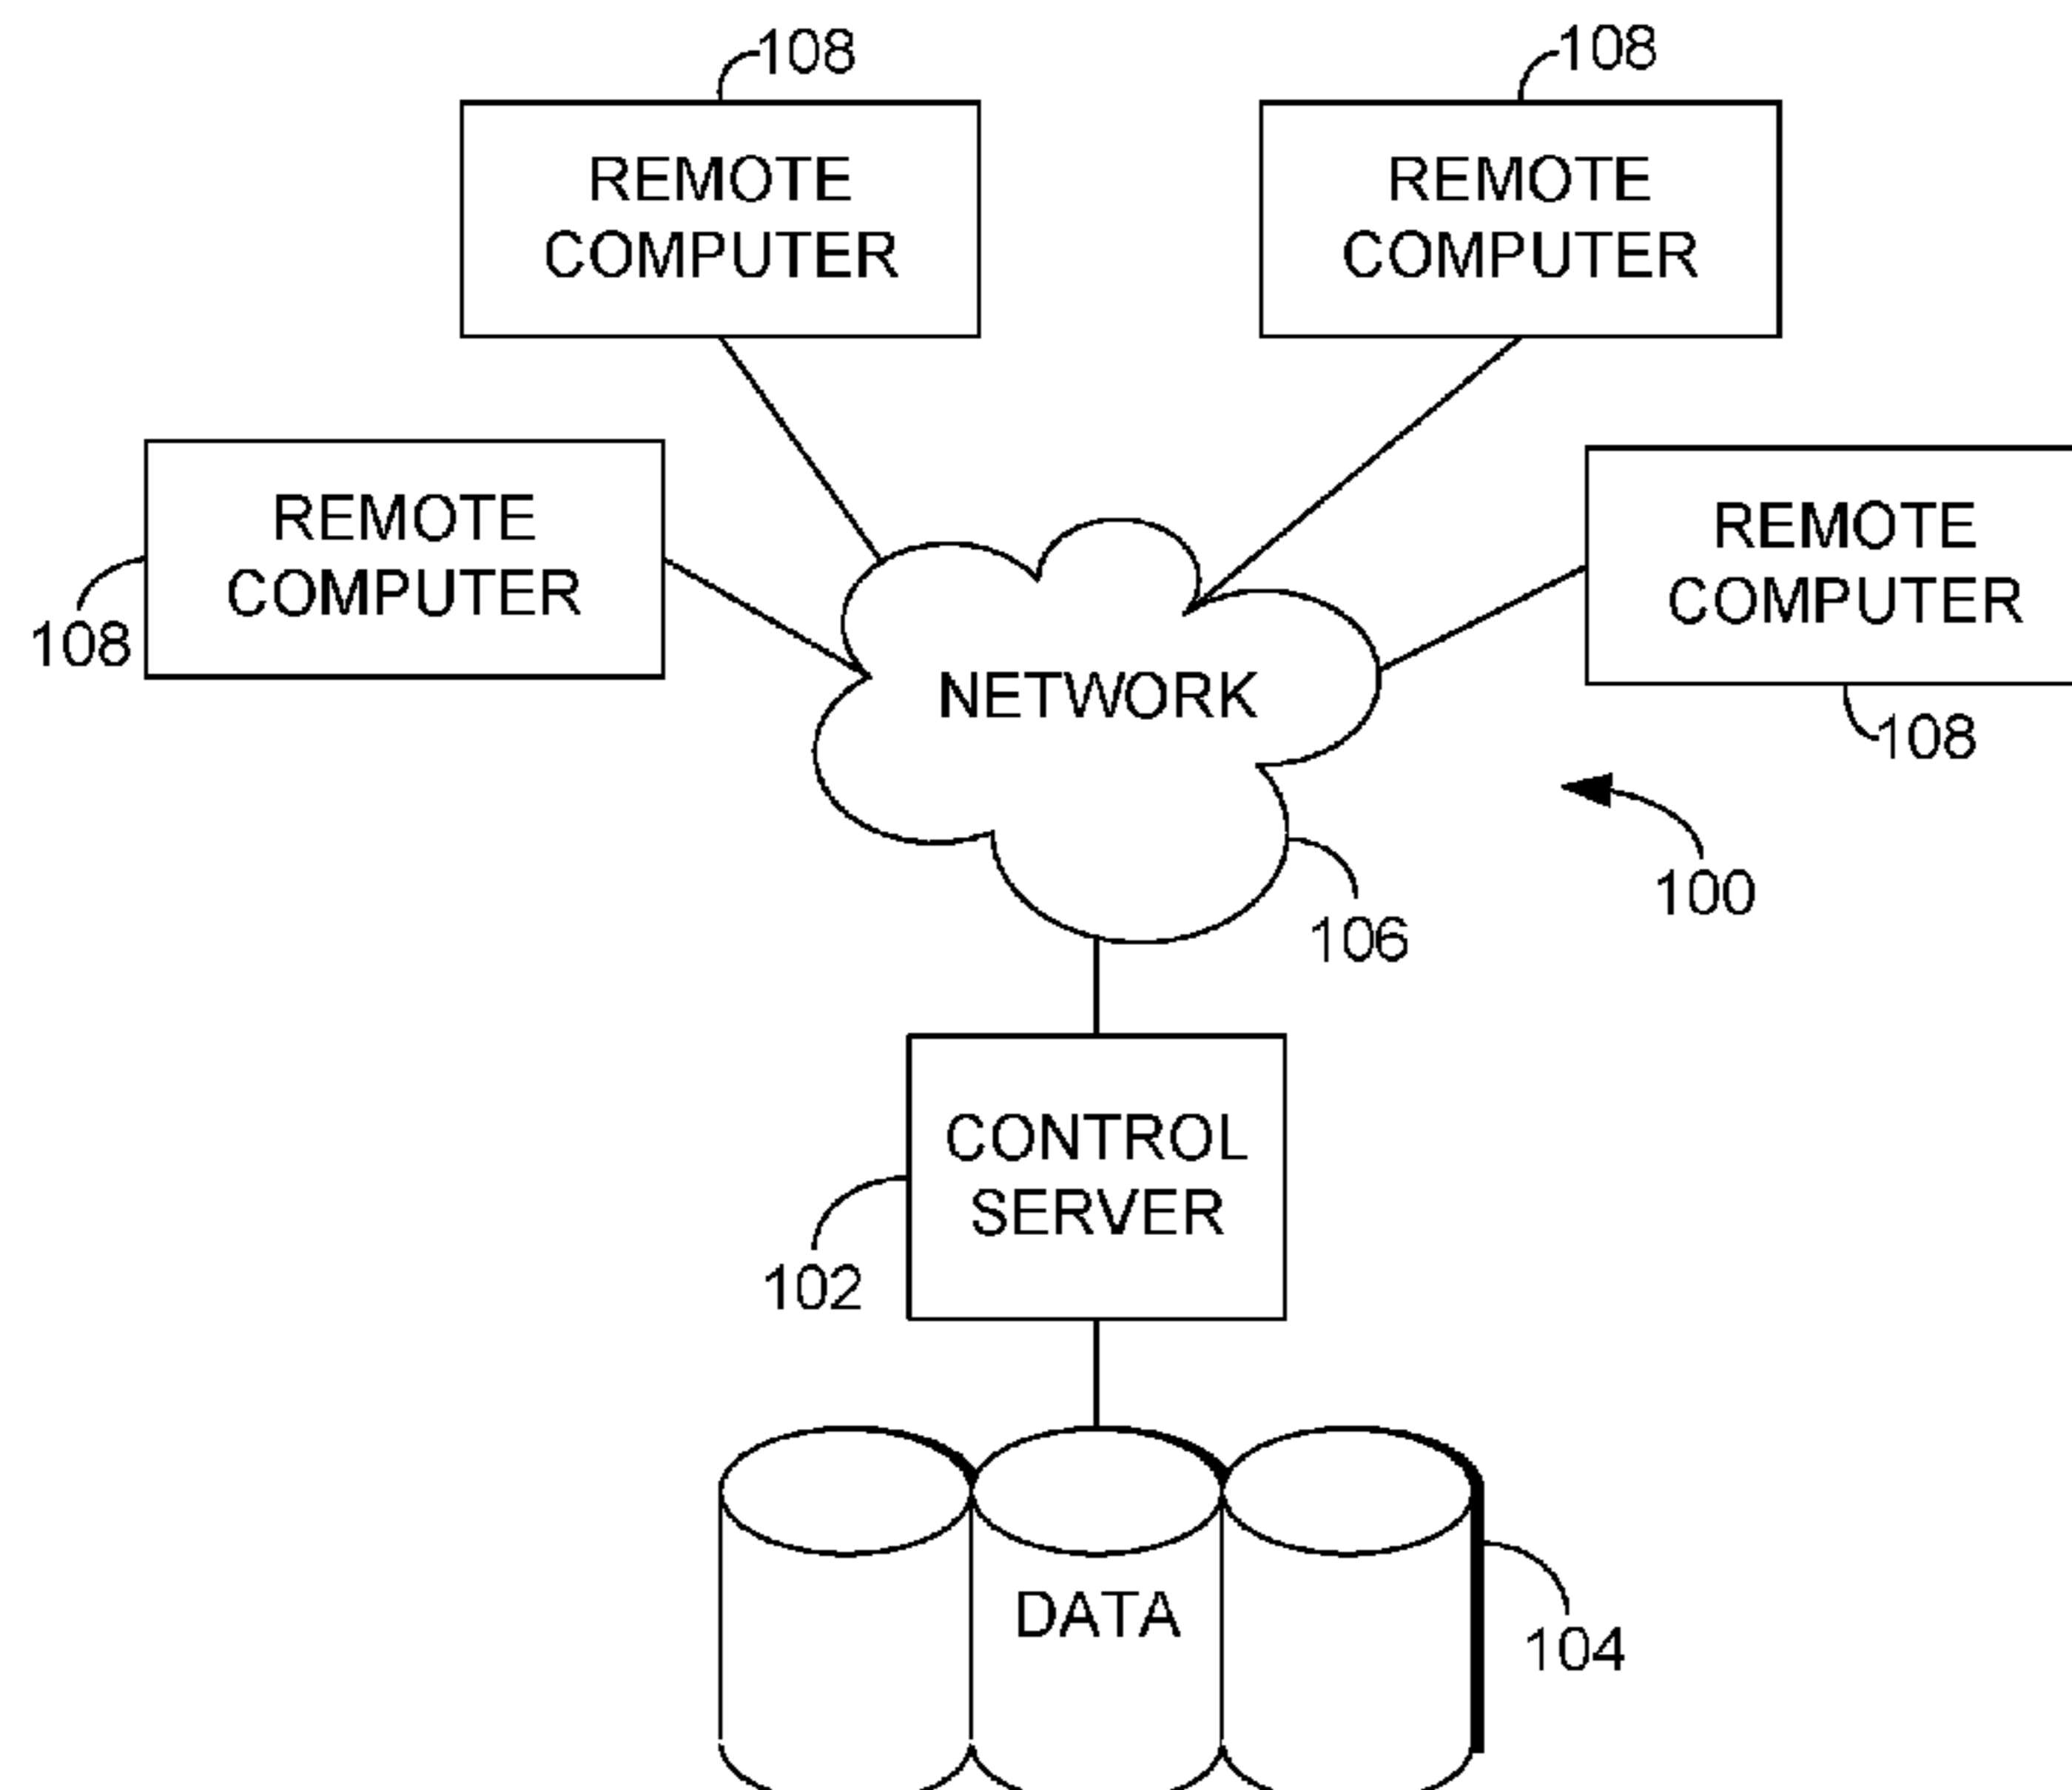 108
108
REMOTE
COMPUTER
REMOTE
COMPUTER
REMOTE
COMPUTER
108
REMOTE
COMPUTER
108
NETWORK
100
106
CONTROL
SERVER
102
DATA
104